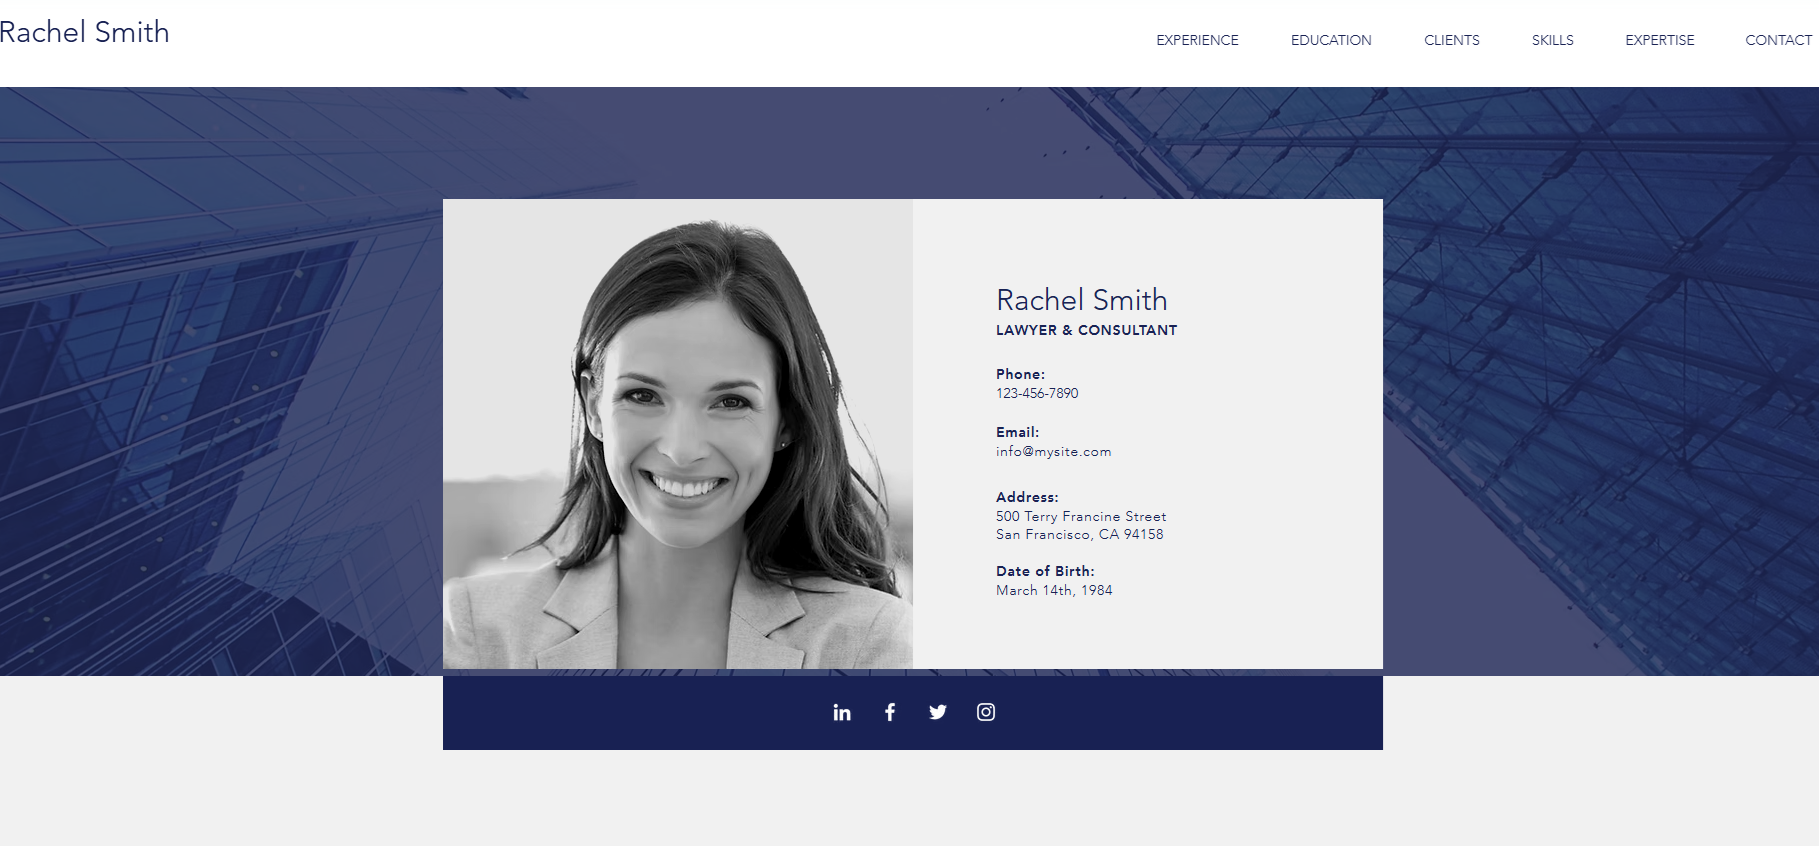 Rachel Smith
EXPERIENCE EDUCATION CLIENTS SKILLS EXPERTISE CONTACT
Rachel Smith
LAWYER & CONSULTANT
Phone:
123-456-7890
Email:
info@mysite.com
Address:
500 Terry Francine Street
San Francisco, CA 94158
Date of Birth:
March 14th, 1984